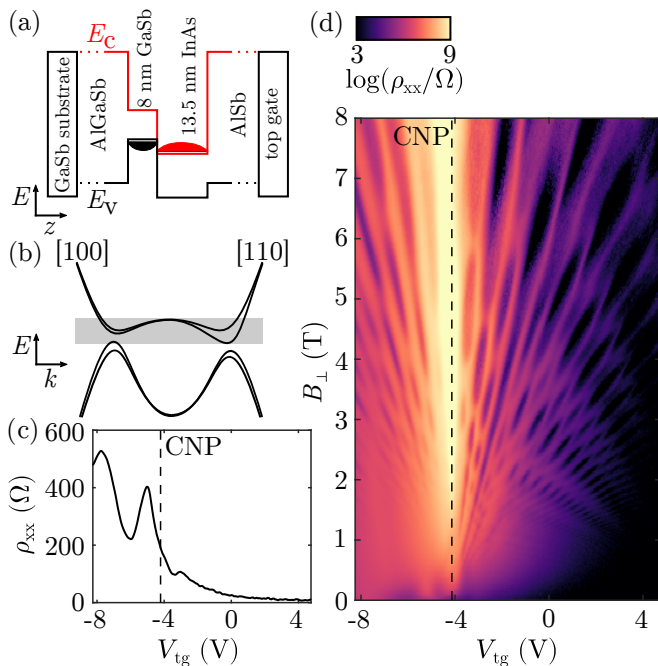 (a)
E_C
8 nm GaSb
13.5 nm InAs
GaSb substrate
AlGaSb
AlSb
top gate
E
z
E_V
(b)
[100]
[110]
E
k
(c)
600
400
200
0
ρ_xx (Ω)
CNP
-8
-4
0
4
V_tg (V)
(d)
3
9
log(ρ_xx/Ω)
8
7
6
5
4
3
2
1
0
B_⊥ (T)
CNP
-8
-4
0
4
V_tg (V)